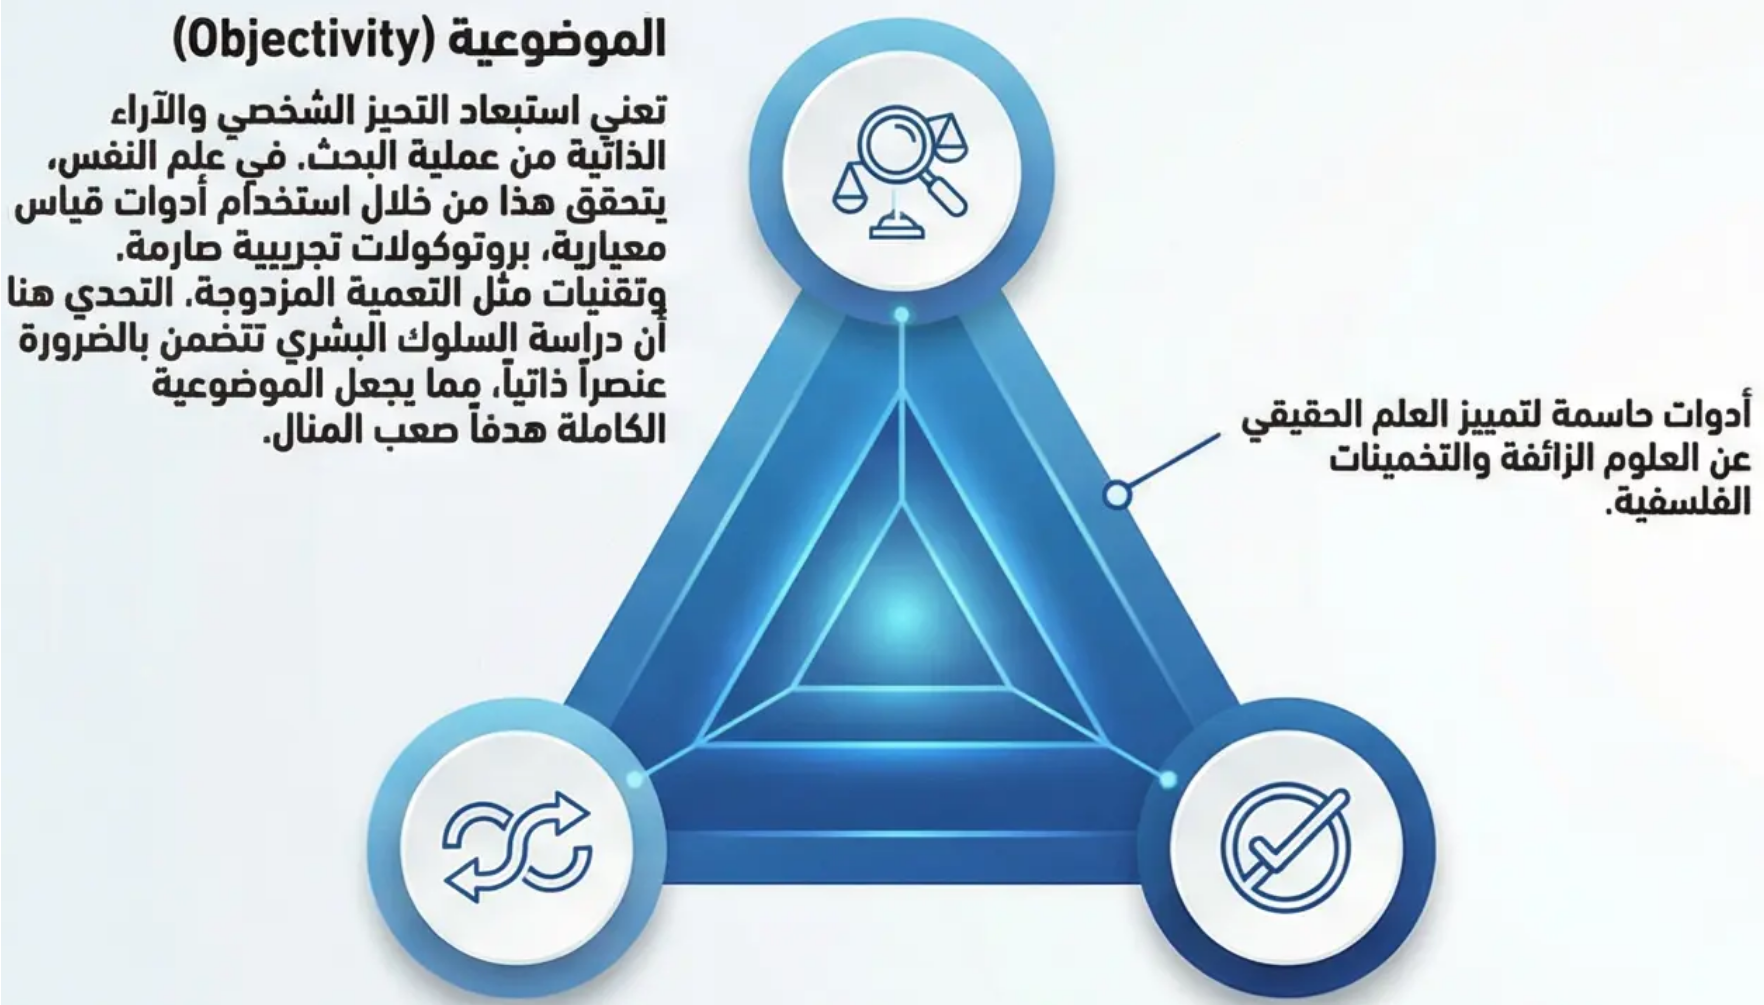 الموضوعية (Objectivity)
تعني استبعاد التحيز الشخصي والآراء
الذاتية من عملية البحث. في علم النفس،
يتحقق هذا من خلال استخدام أدوات قياس
معيارية، بروتوكولات تجريبية صارمة.
وتقنيات مثل التعمية المزدوجة. التحدي هنا
أن دراسة السلوك البشري تتضمن بالضرورة
عنصراً ذاتياً، مما يجعل الموضوعية
الكاملة هدفاً صعب المنال.
أدوات حاسمة لتمييز العلم الحقيقي
عن العلوم الزائفة والتخمينات
الفلسفية.